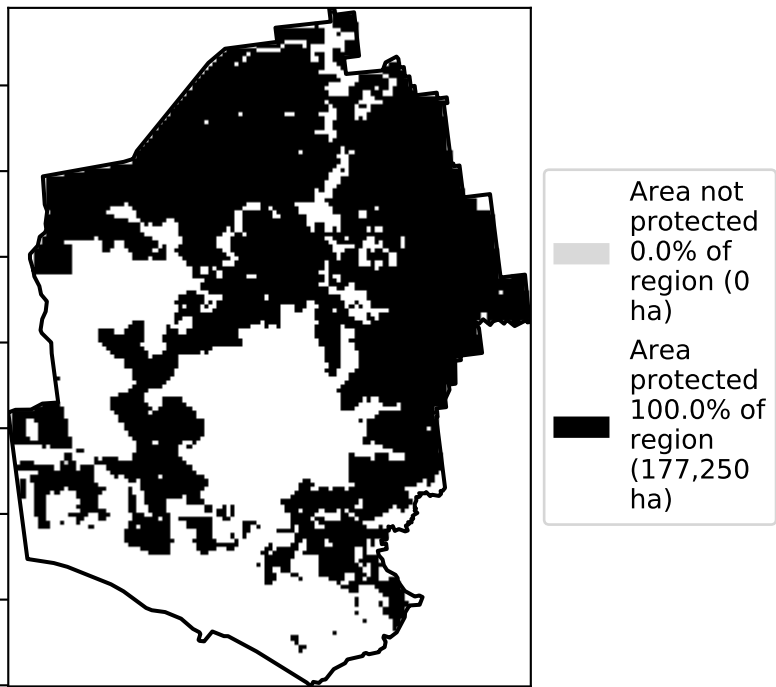 Area not
protected
0.0% of
region (0
ha)
Area
protected
100.0% of
region
(177,250
ha)